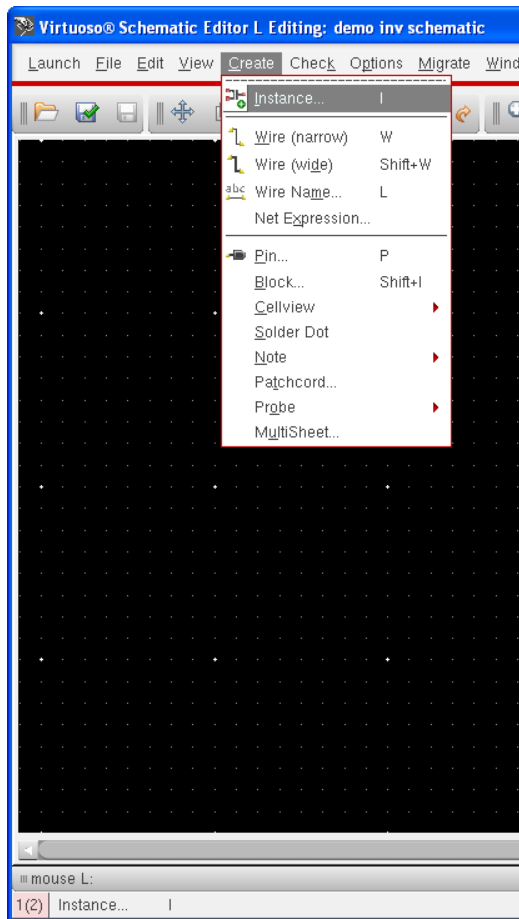 Virtuoso® Schematic Editor L Editing: demo inv schematic
Launch File Edit View Create Check Options Migrate Wind
Instance... I
Wire (narrow) W
Wire (wide) Shift+W
abc Wire Name... L
Net Expression...
Pin... P
Block... Shift+I
Cellview
Solder Dot
Note
Patchcord...
Probe
MultiSheet...
mouse L:
1(2) Instance... I